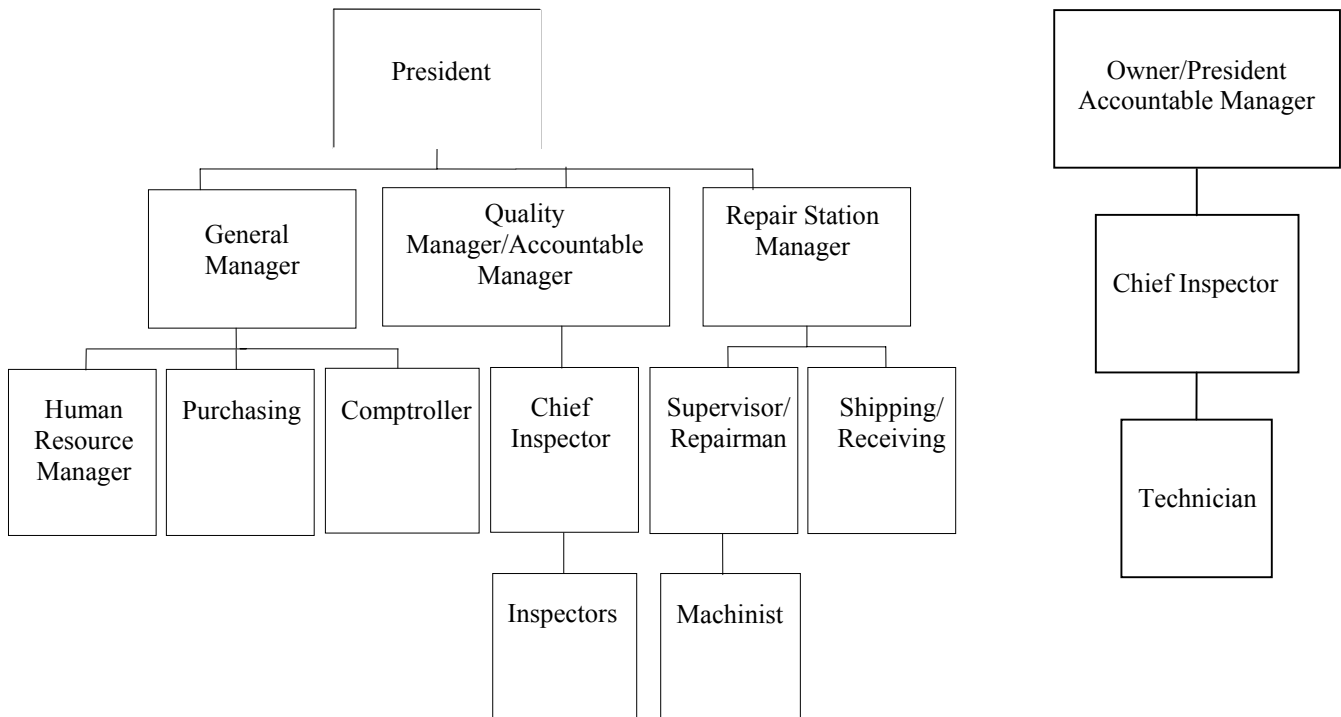 President
Owner/President
Accountable Manager
General
Manager
Quality
Manager/Accountable
Manager
Repair Station
Manager
Chief Inspector
Human
Resource
Manager
Purchasing
Comptroller
Chief
Inspector
Supervisor/
Repairman
Shipping/
Receiving
Technician
Inspectors
Machinist